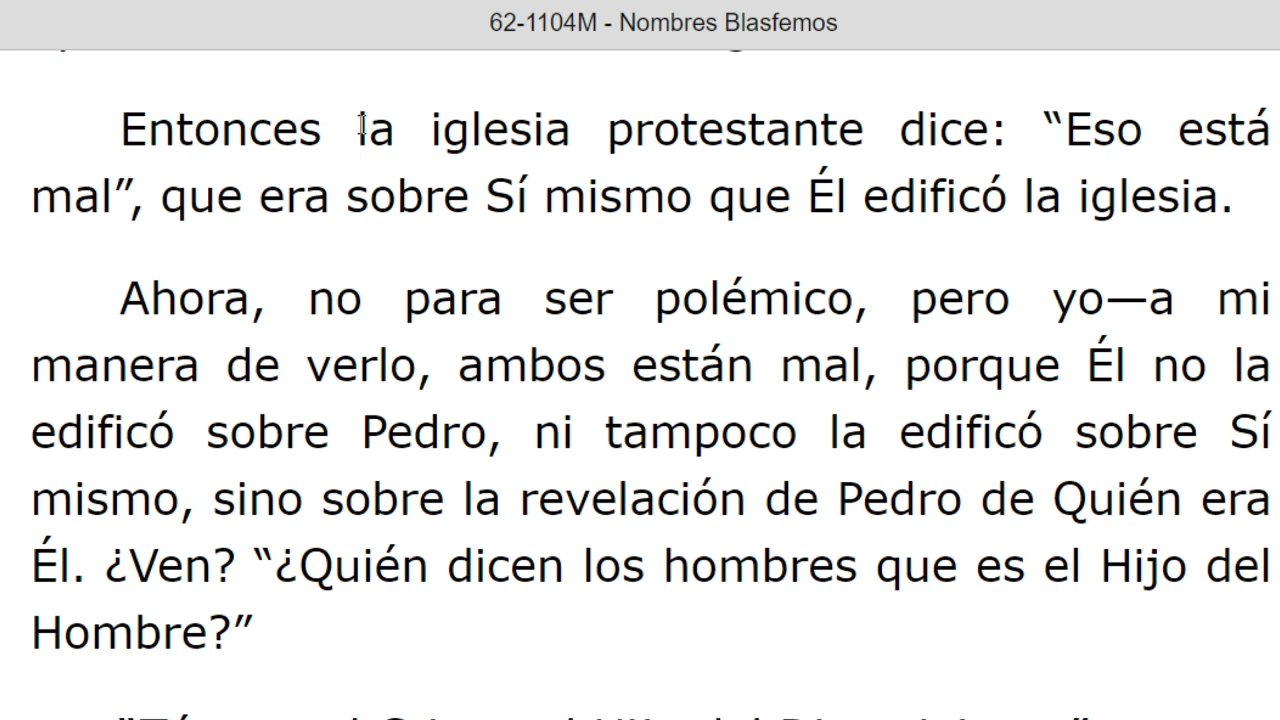 62-1104M - Nombres Blasfemos
Entonces la iglesia protestante dice: “Eso está
mal”, que era sobre Sí mismo que Él edificó la iglesia.
Ahora, no para ser polémico, pero yo—a mi
manera de verlo, ambos están mal, porque Él no la
edificó sobre Pedro, ni tampoco la edificó sobre Sí
mismo, sino sobre la revelación de Pedro de Quién era
Él. ¿Ven? “¿Quién dicen los hombres que es el Hijo del
Hombre?”